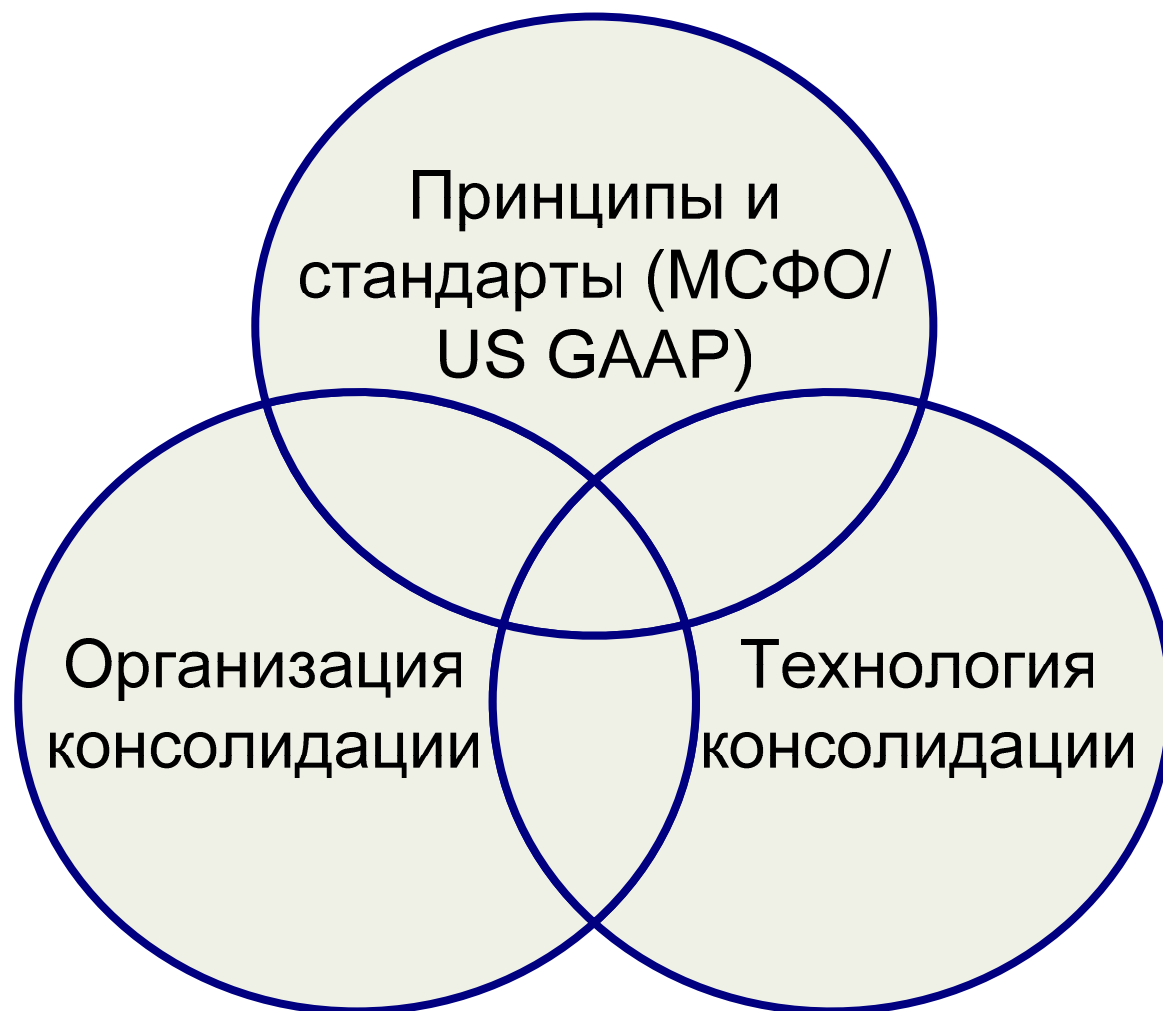 Принципы и
стандарты (МСФО/
US GAAP)
Организация
консолидации
Технология
консолидации